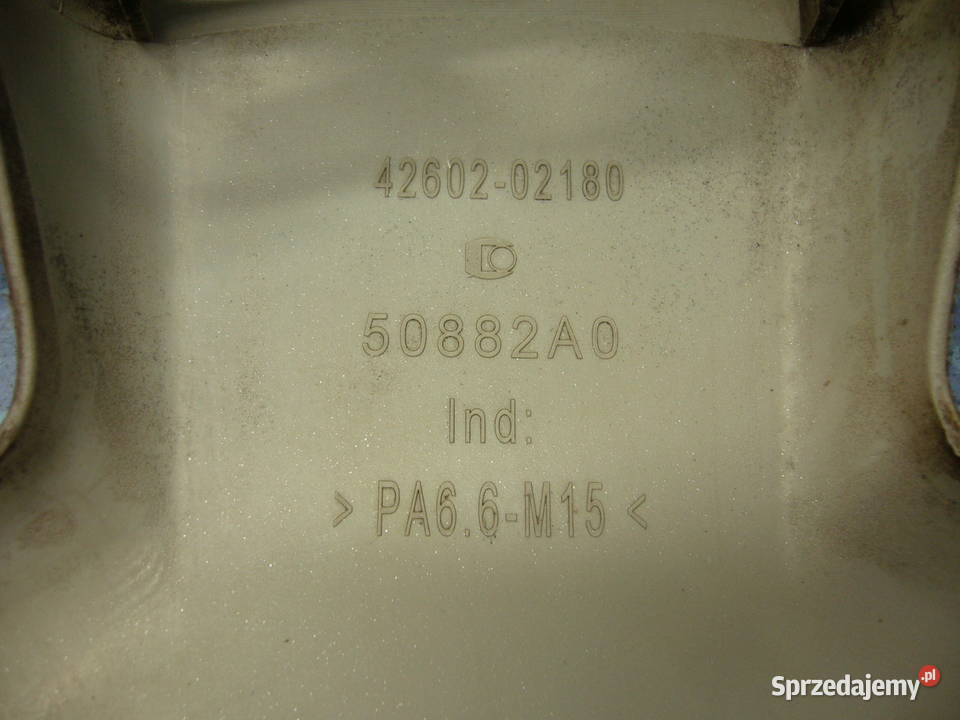 42602-02180
50882A0
Ind:
>PA6.6-M15<
Sprzedajemy.pl